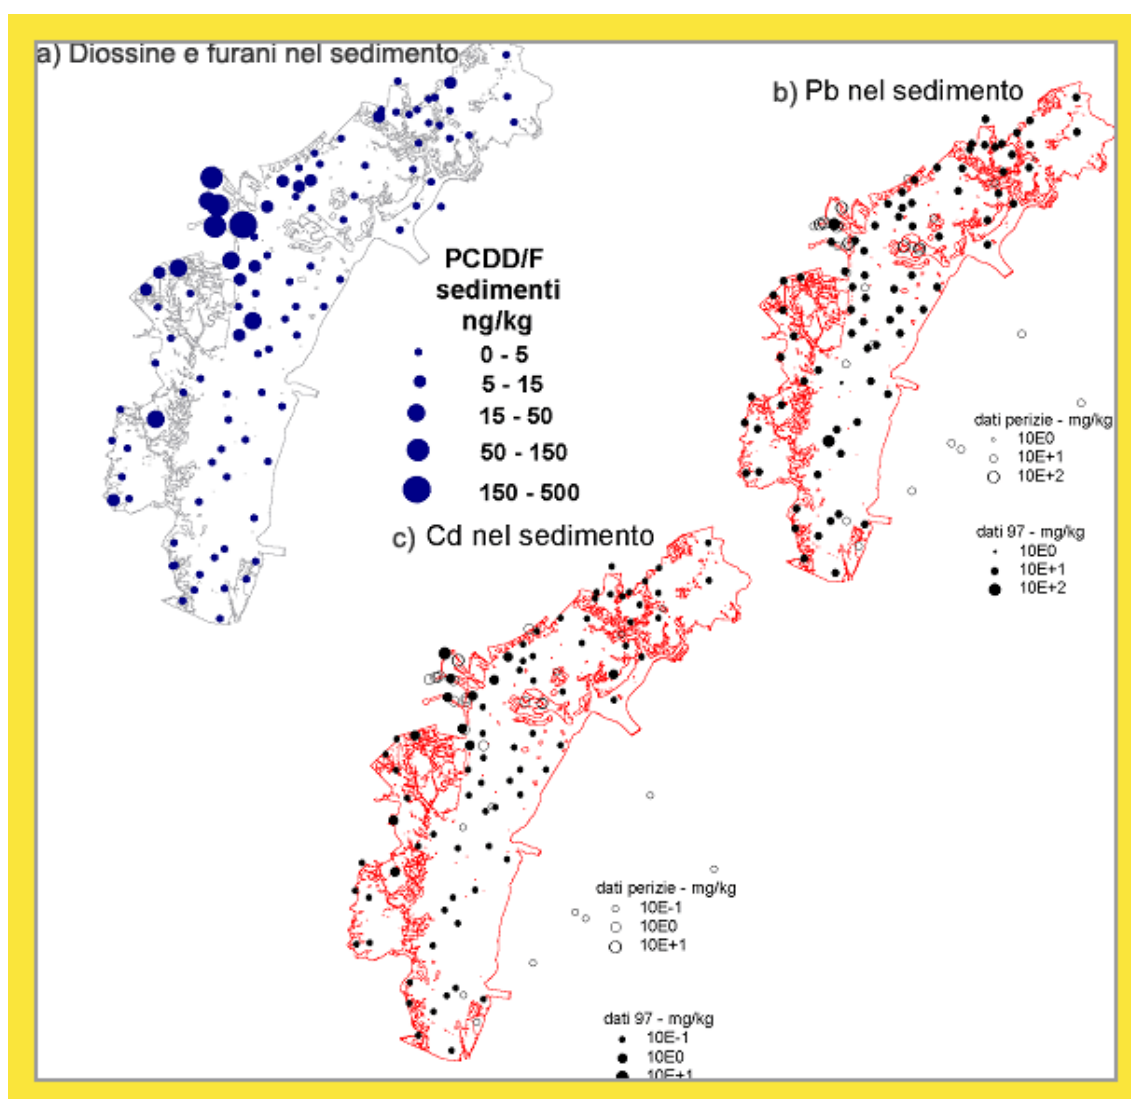 a) Diossine e furani nel sedimento
b) Pb nel sedimento
PCDD/F
sedimenti
ng/kg
0 - 5
5 - 15
15 - 50
50 - 150
150 - 500
dati perizie - mg/kg
10E0
10E+1
10E+2
dati 97 - mg/kg
10E0
10E+1
10E+2
c) Cd nel sedimento
dati perizie - mg/kg
10E-1
10E0
10E+1
dati 97 - mg/kg
10E-1
10E0
10E+1